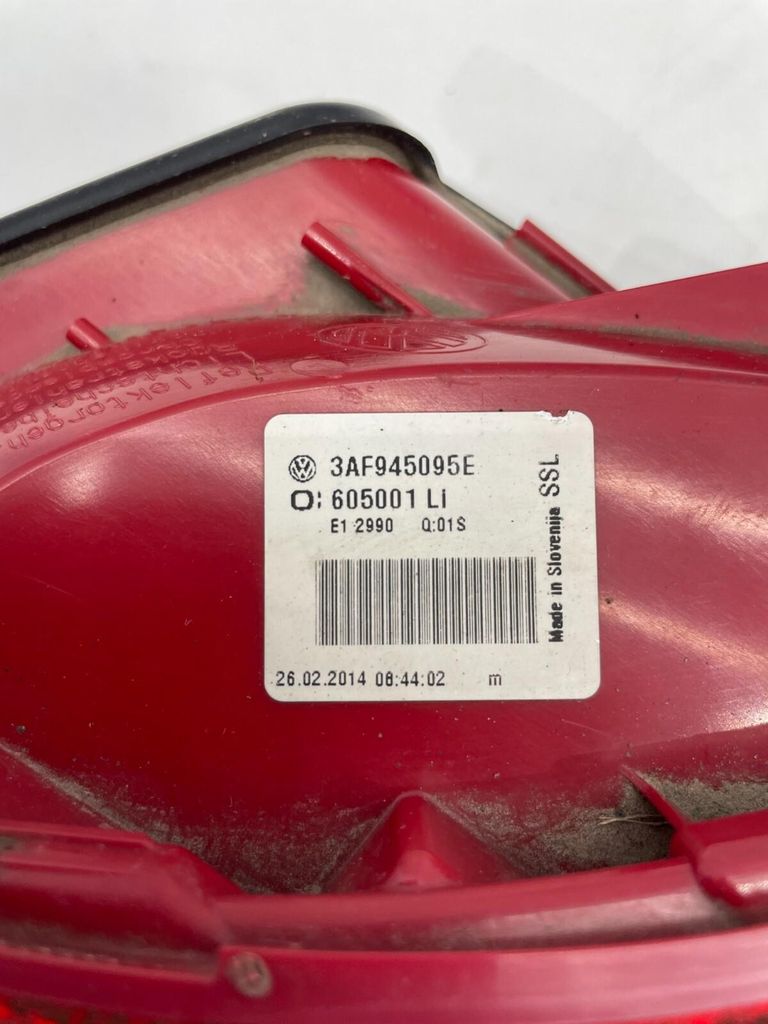 3AF945095E
O: 605001 Li
E1 2990 Q:01S
Made in Slovenija SSL
26.02.2014 08:44:02 m